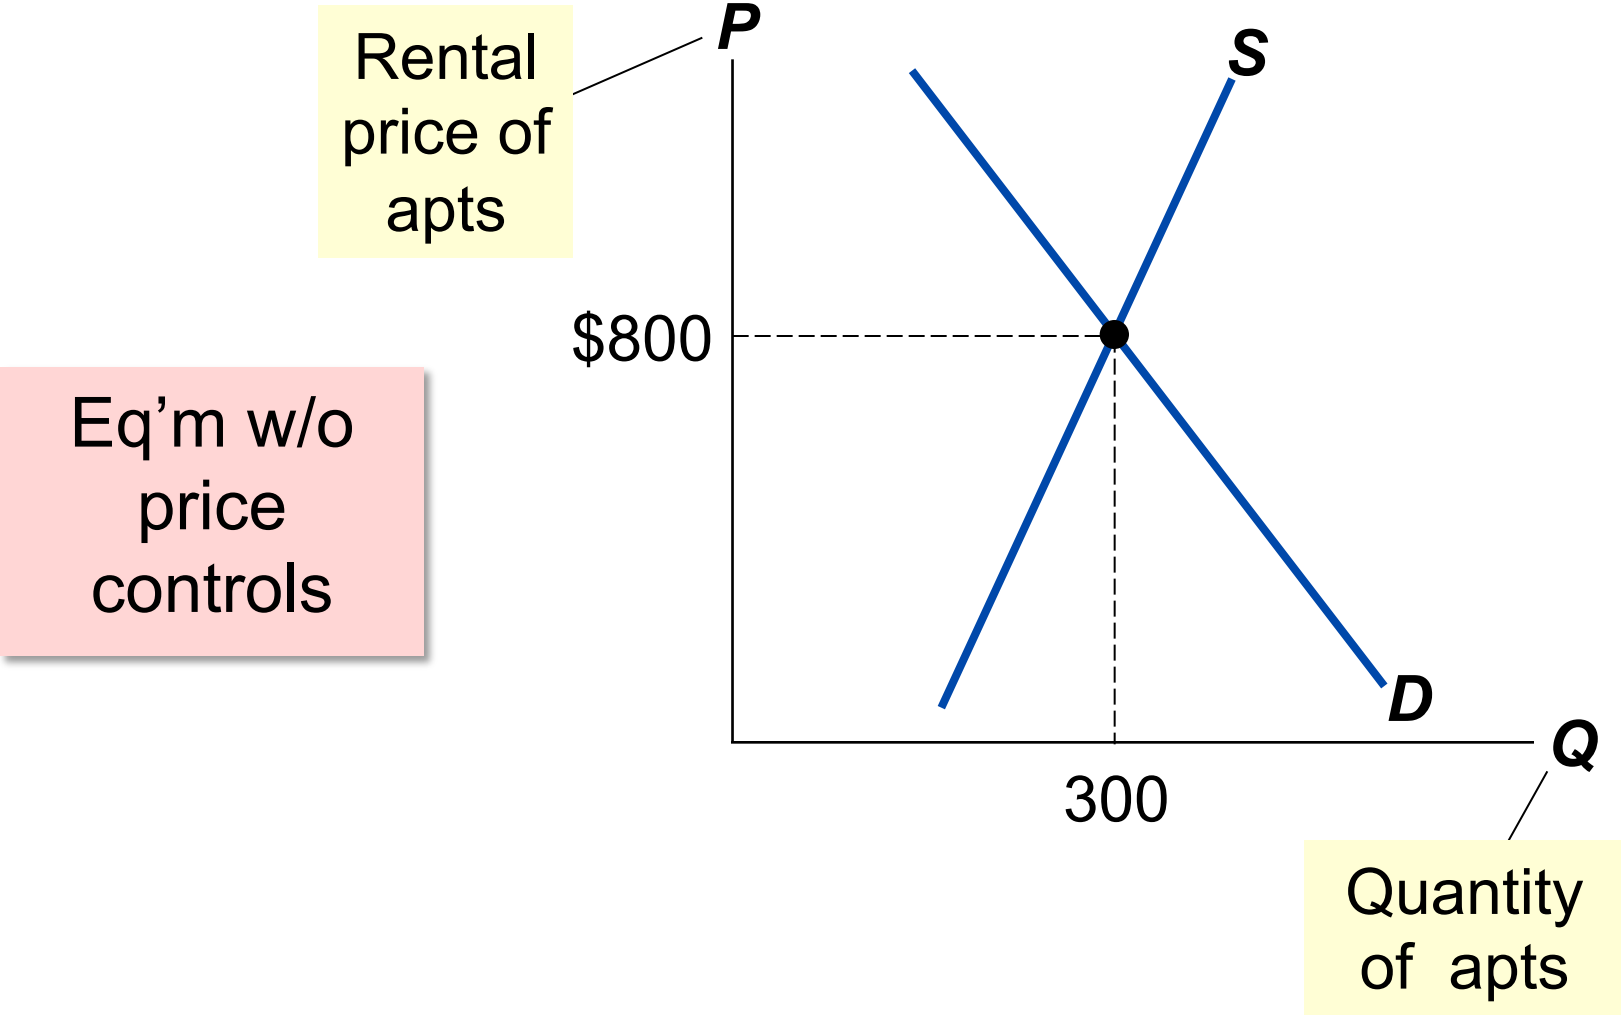 P
Rental
price of
apts
S
$800
Eq’m w/o
price
controls
D
Q
300
Quantity
of apts